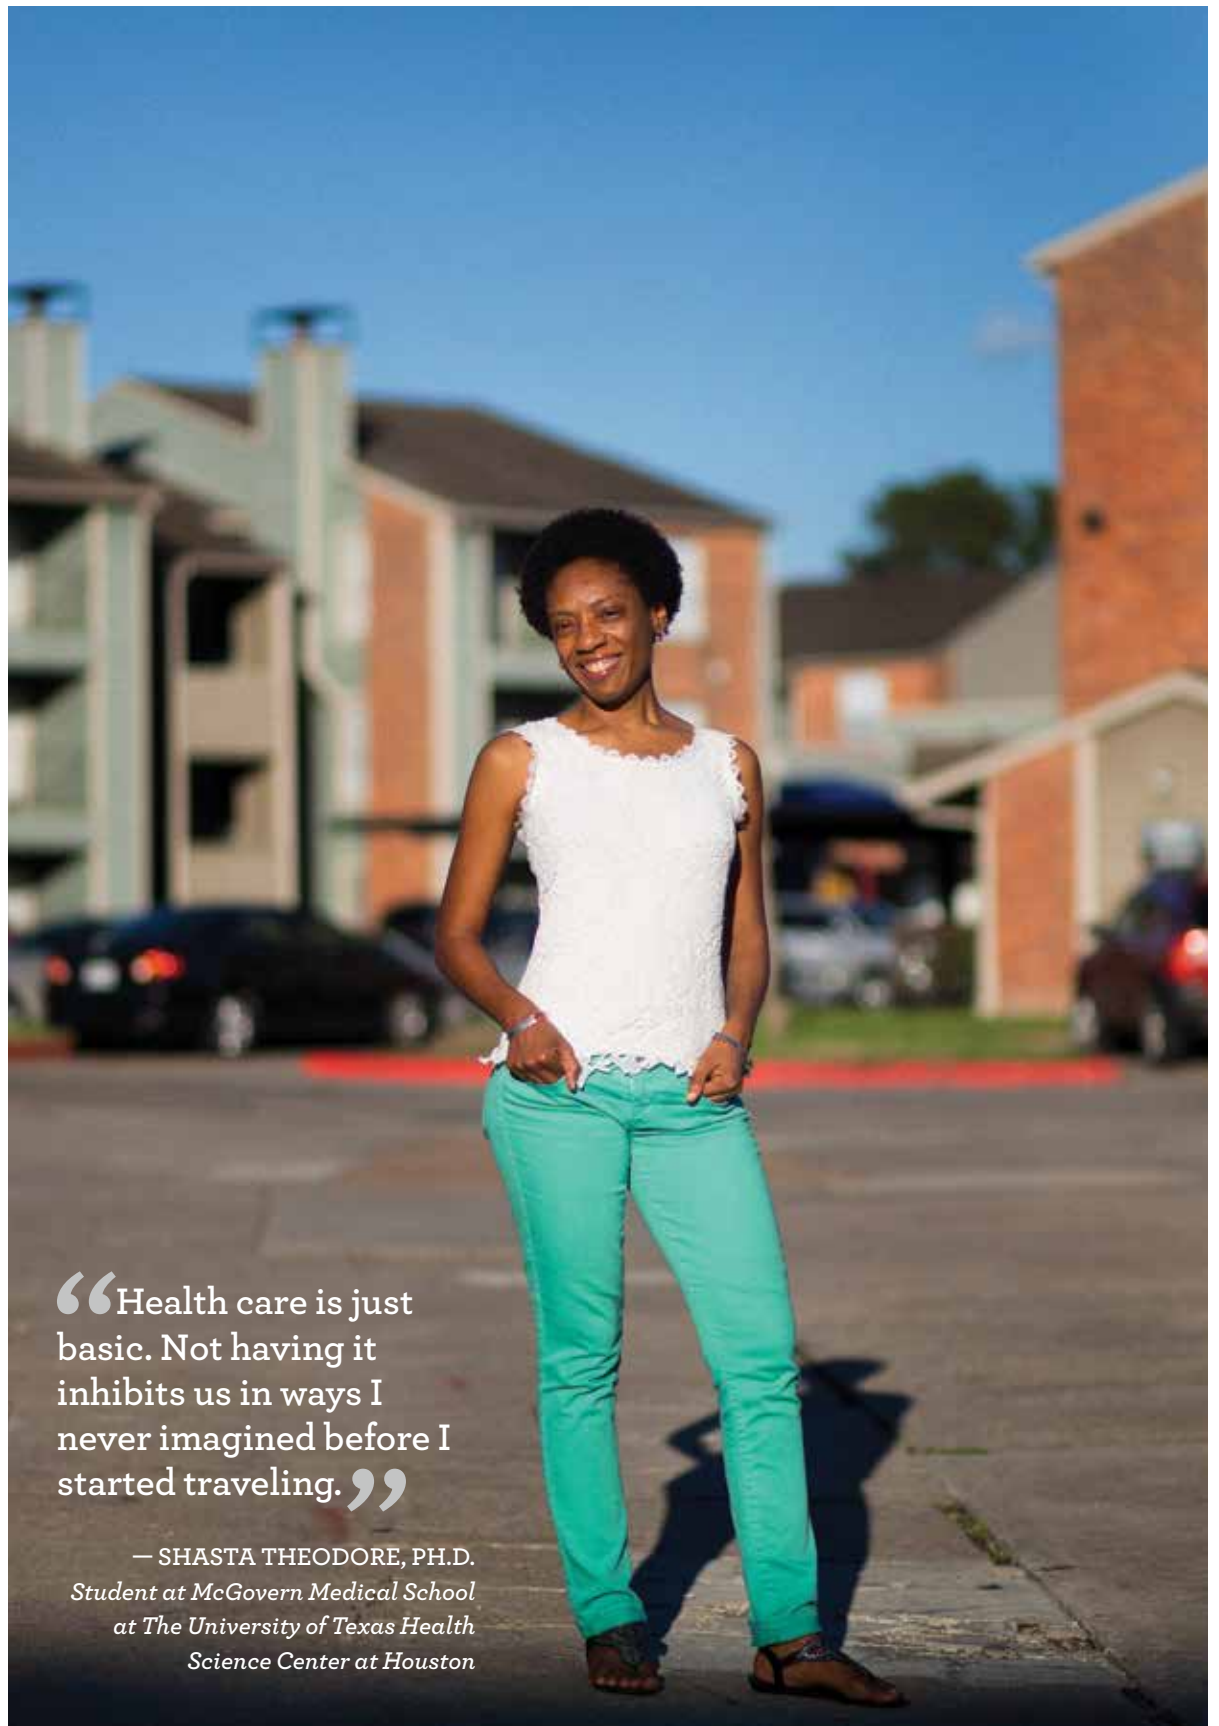 “Health care is just
basic. Not having it
inhibits us in ways I
never imagined before I
started traveling.”
— SHASTA THEODORE, PH.D.
Student at McGovern Medical School
at The University of Texas Health
Science Center at Houston